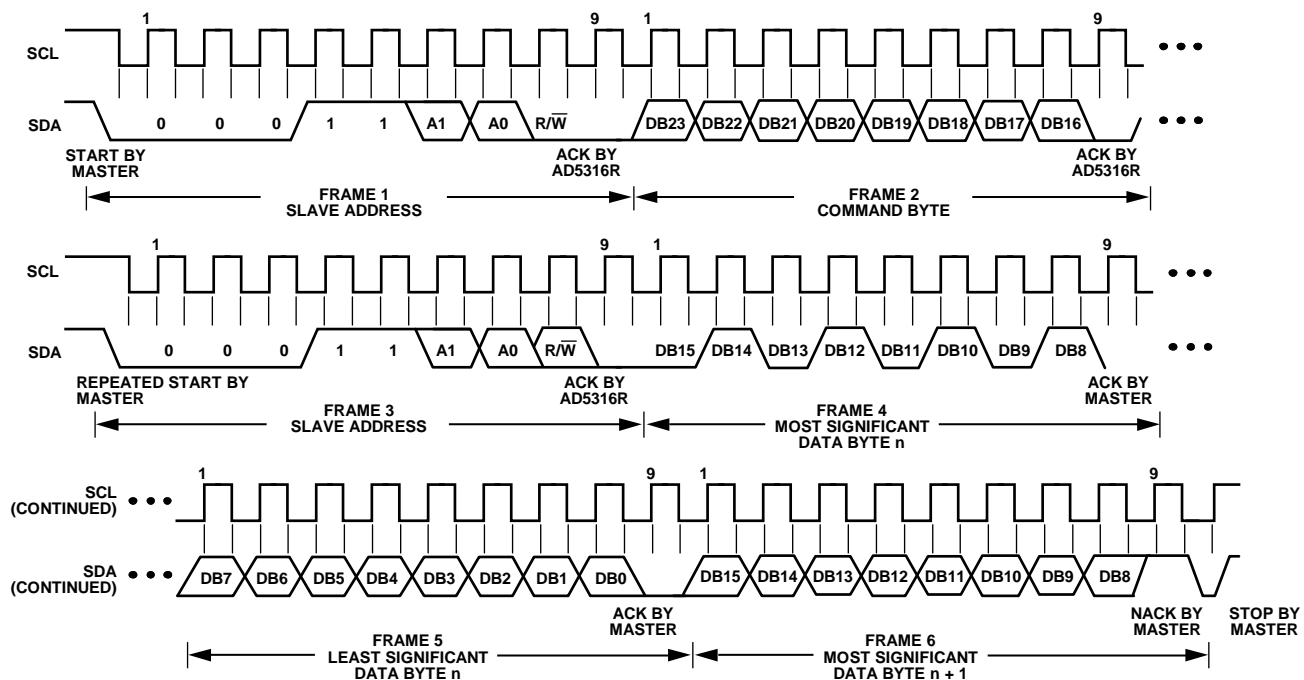 1 9 1 9
SCL
SDA 0 0 0 1 1 A1 A0 R/W̅ DB23 DB22 DB21 DB20 DB19 DB18 DB17 DB16
START BY MASTER
ACK BY AD5316R
ACK BY AD5316R
FRAME 1
SLAVE ADDRESS
FRAME 2
COMMAND BYTE
1 9 1 9
SCL
SDA 0 0 0 1 1 A1 A0 R/W̅ DB15 DB14 DB13 DB12 DB11 DB10 DB9 DB8
REPEATED START BY
MASTER
ACK BY
AD5316R
ACK BY
MASTER
FRAME 3
SLAVE ADDRESS
FRAME 4
MOST SIGNIFICANT
DATA BYTE n
1 9 1 9
SCL
(CONTINUED)
SDA
(CONTINUED)
DB7 DB6 DB5 DB4 DB3 DB2 DB1 DB0 DB15 DB14 DB13 DB12 DB11 DB10 DB9 DB8
ACK BY
MASTER
NACK BY
MASTER
STOP BY
MASTER
FRAME 5
LEAST SIGNIFICANT
DATA BYTE n
FRAME 6
MOST SIGNIFICANT
DATA BYTE n + 1